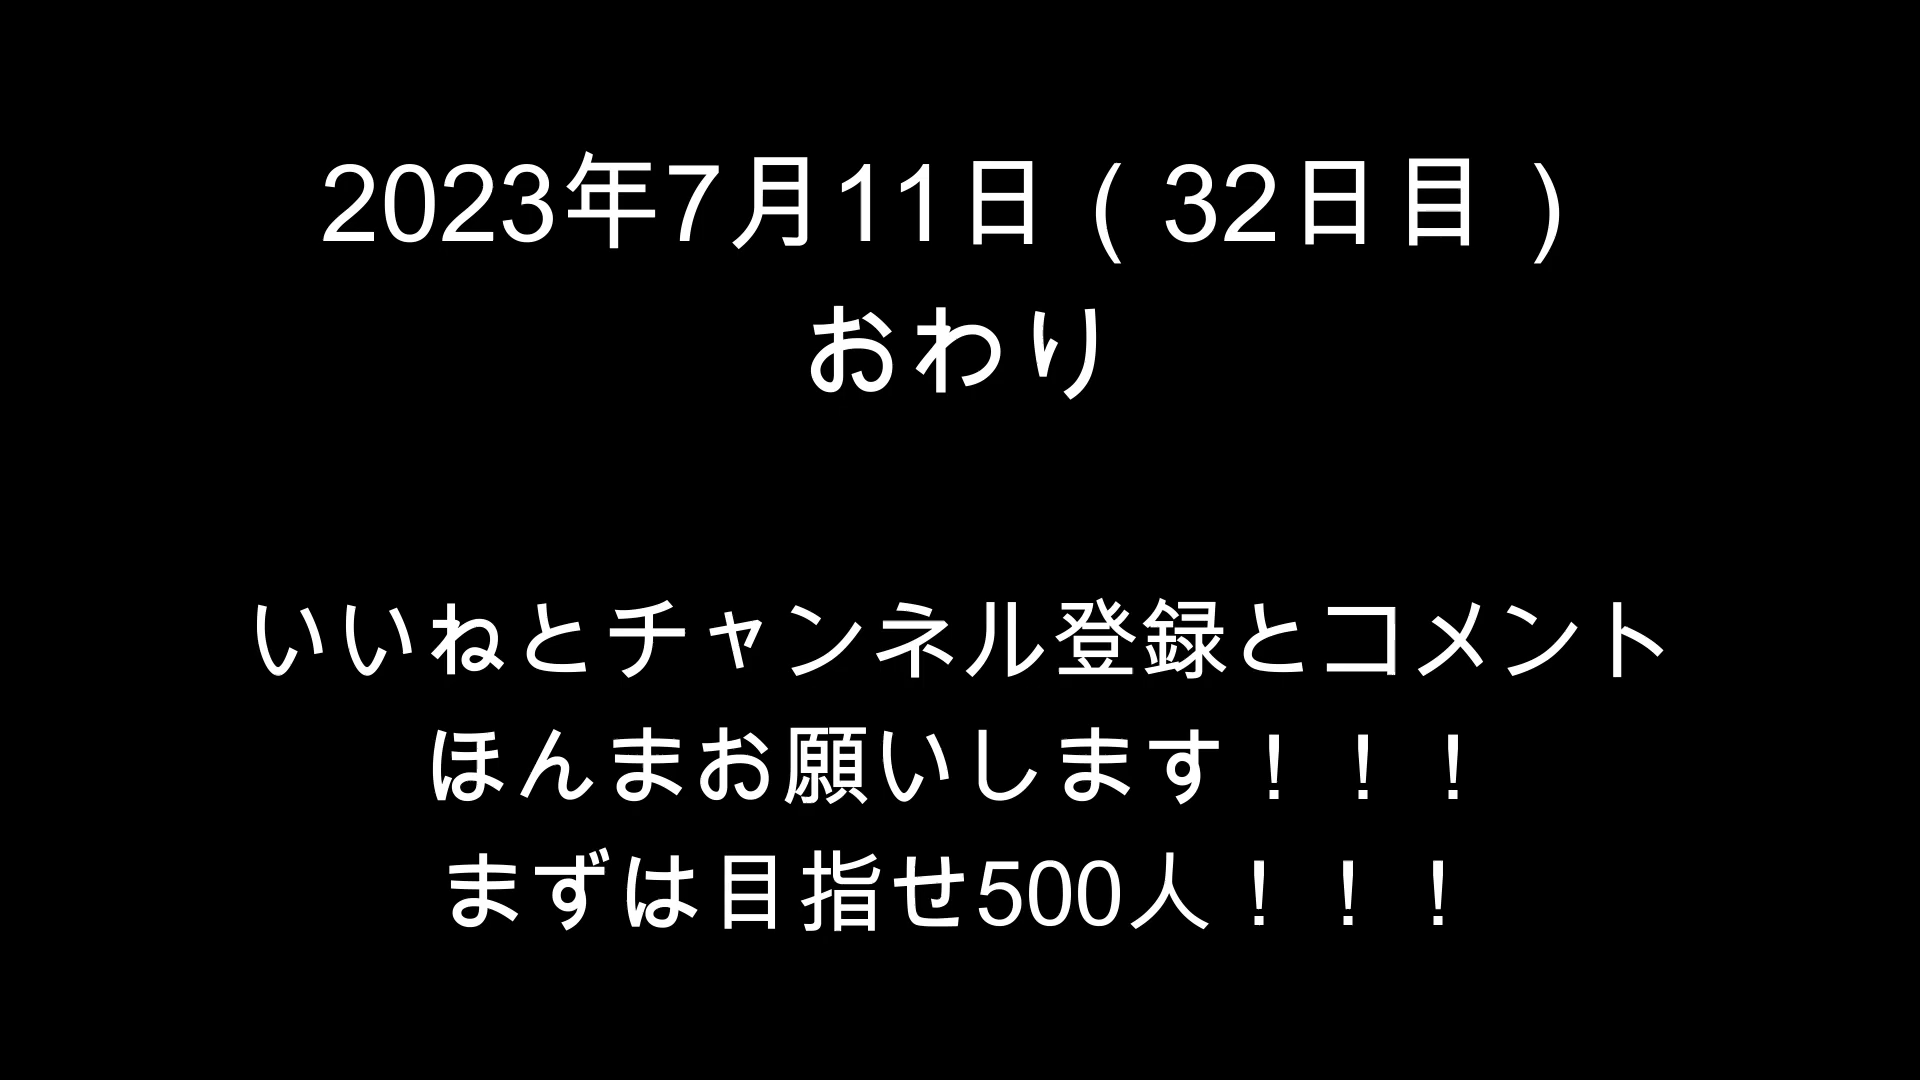 2023年7月11日（32日目）
おわり
いいねとチャンネル登録とコメント
ほんまお願いします！！！
まずは目指せ500人！！！